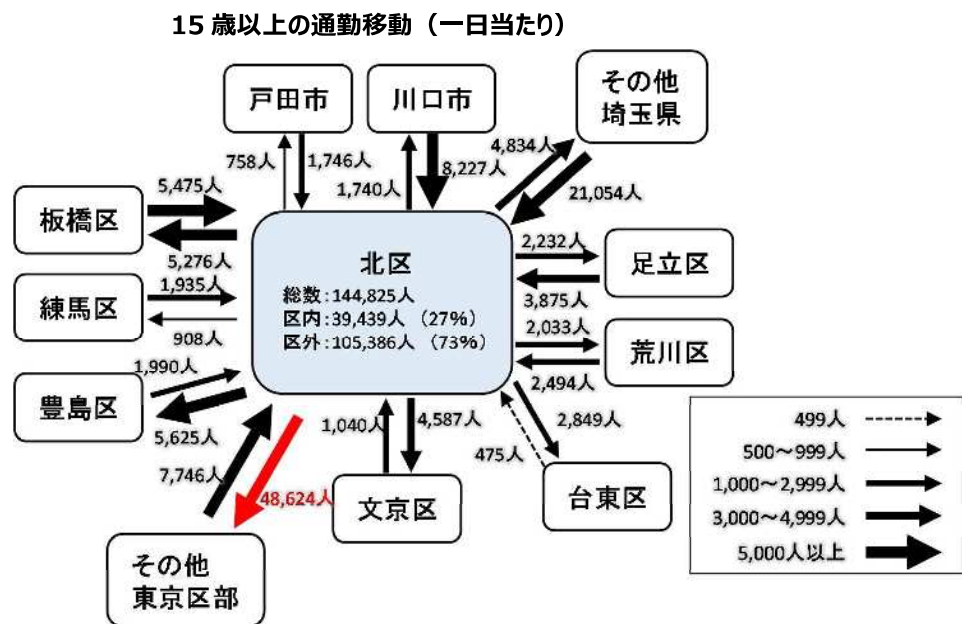 15 歳以上の通勤移動（一日当たり）
戸田市
川口市
その他
埼玉県
758人
1,746人
1,740人
8,227人
4,834人
21,054人
板橋区
5,475人
5,276人
練馬区
1,935人
908人
豊島区
1,990人
5,625人
北区
総数：144,825人
区内：39,439人（27%）
区外：105,386人（73%）
2,232人
足立区
3,875人
2,033人
荒川区
2,494人
7,746人
48,624人
その他
東京区部
1,040人
4,587人
文京区
475人
2,849人
台東区
499人
500～999人
1,000～2,999人
3,000～4,999人
5,000人以上